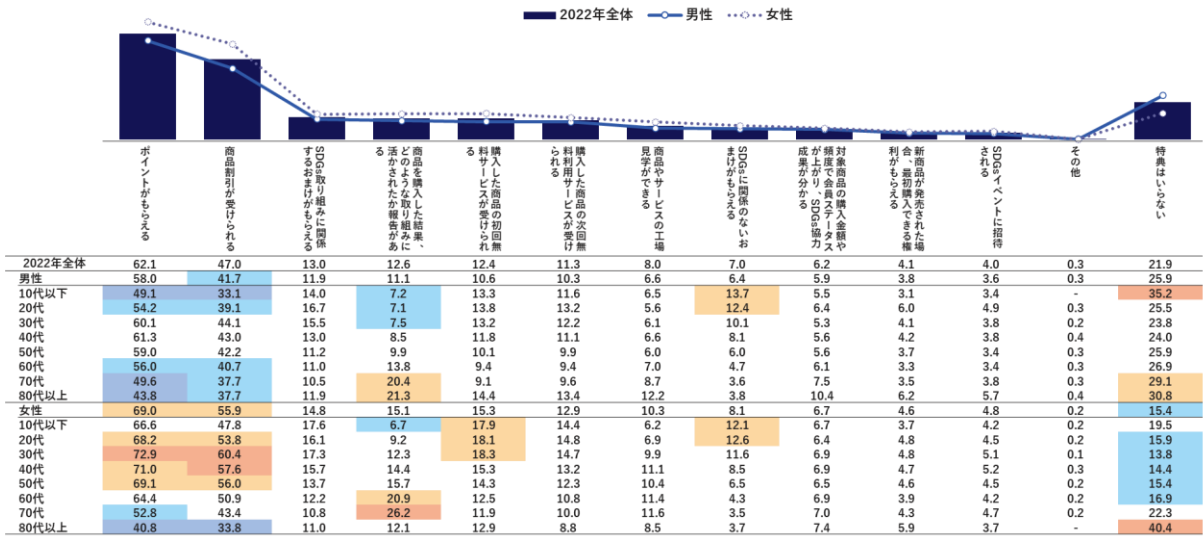 2022年全体 男性 女性
ポイントがもらえる
商品割引が受けられる
SDGs取り組みに関係
するおまけがもらえる
商品を購入した結果、
どのような取り組みに
活かされたか報告があ
る
購入した商品の初回無
料サービスが受けられ
る
購入した商品の次回無
料利用サービスが受け
られる
商品やサービスの工場
見学ができる
SDGsに関係のないお
まけがもらえる
対象商品の購入金額や
頻度で会員ステータス
が上がり、SDGs協力
成果が分かる
新商品が発売された場
合、最初購入できる権
利がもらえる
SDGsイベントに招待
される
その他
特典はいらない
2022年全体 62.1 47.0 13.0 12.6 12.4 11.3 8.0 7.0 6.2 4.1 4.0 0.3 21.9
男性 58.0 41.7 11.9 11.1 10.6 10.3 6.6 6.4 5.9 3.8 3.6 0.3 25.9
10代以下 49.1 33.1 14.0 7.2 13.3 11.6 6.5 13.7 5.5 3.1 3.4 - 35.2
20代 54.2 39.1 16.7 7.1 13.8 13.2 5.6 12.4 6.4 6.0 4.9 0.3 25.5
30代 60.1 44.1 15.5 7.5 13.2 12.2 6.1 10.1 5.3 4.1 3.8 0.2 23.8
40代 61.3 43.0 13.0 8.5 11.8 11.1 6.6 8.1 5.6 4.2 3.8 0.4 24.0
50代 59.0 42.2 11.2 9.9 10.1 9.9 6.0 6.0 5.6 3.7 3.4 0.3 25.9
60代 56.0 40.7 11.0 13.8 9.4 9.4 7.0 4.7 6.1 3.3 3.4 0.3 26.9
70代 49.6 37.7 10.5 20.4 9.1 9.6 8.7 3.6 7.5 3.5 3.8 0.3 29.1
80代以上 43.8 37.7 11.9 21.3 14.4 13.4 12.2 3.8 10.4 6.2 5.7 0.4 30.8
女性 69.0 55.9 14.8 15.1 15.3 12.9 10.3 8.1 6.7 4.6 4.8 0.2 15.4
10代以下 66.6 47.8 17.6 6.7 17.9 14.4 6.2 12.1 6.7 3.7 4.2 0.2 19.5
20代 68.2 53.8 16.1 9.2 18.1 14.8 6.9 12.6 6.4 4.8 4.5 0.2 15.9
30代 72.9 60.4 17.3 12.3 18.3 14.7 9.9 11.6 6.9 4.8 5.1 0.1 13.8
40代 71.0 57.6 15.7 14.4 15.3 13.2 11.1 8.5 6.9 4.7 5.2 0.3 14.4
50代 69.1 56.0 13.7 15.7 14.3 12.3 10.4 6.5 6.5 4.6 4.5 0.2 15.4
60代 64.4 50.9 12.2 20.9 12.5 10.8 11.4 4.3 6.9 3.9 4.2 0.2 16.9
70代 52.8 43.4 10.8 26.2 11.9 10.0 11.6 3.5 7.0 4.3 4.7 0.2 22.3
80代以上 40.8 33.8 11.0 12.1 12.9 8.8 8.5 3.7 7.4 5.9 3.7 - 40.4